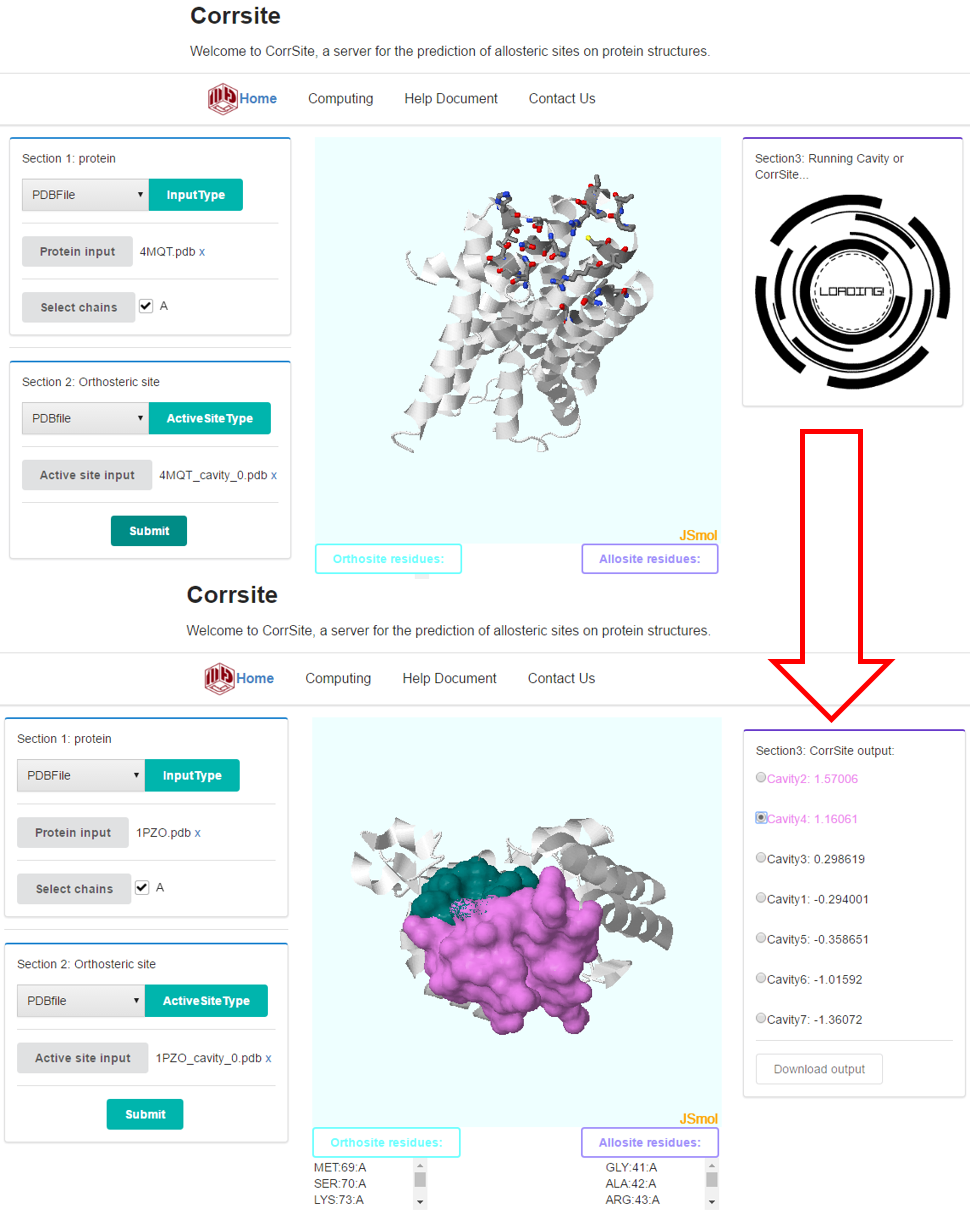 Corrsite
Welcome to CorrSite, a server for the prediction of allosteric sites on protein structures.
Home Computing Help Document Contact Us
Section 1: protein
PDBFile InputType
Protein input 4MQT.pdb x
Select chains A
Section 2: Orthosteric site
PDBfile ActiveSiteType
Active site input 4MQT_cavity_0.pdb x
Submit
JSmol
Orthosite residues:
Allosite residues:
Section3: Running Cavity or
CorrSite...
LOADING
Corrsite
Welcome to CorrSite, a server for the prediction of allosteric sites on protein structures.
Home Computing Help Document Contact Us
Section 1: protein
PDBFile InputType
Protein input 1PZO.pdb x
Select chains A
Section 2: Orthosteric site
PDBfile ActiveSiteType
Active site input 1PZO_cavity_0.pdb x
Submit
JSmol
Orthosite residues:
MET:69:A
SER:70:A
LYS:73:A
Allosite residues:
GLY:41:A
ALA:42:A
ARG:43:A
Section3: CorrSite output:
Cavity2: 1.57006
Cavity4: 1.16061
Cavity3: 0.298619
Cavity1: -0.294001
Cavity5: -0.358651
Cavity6: -1.01592
Cavity7: -1.36072
Download output